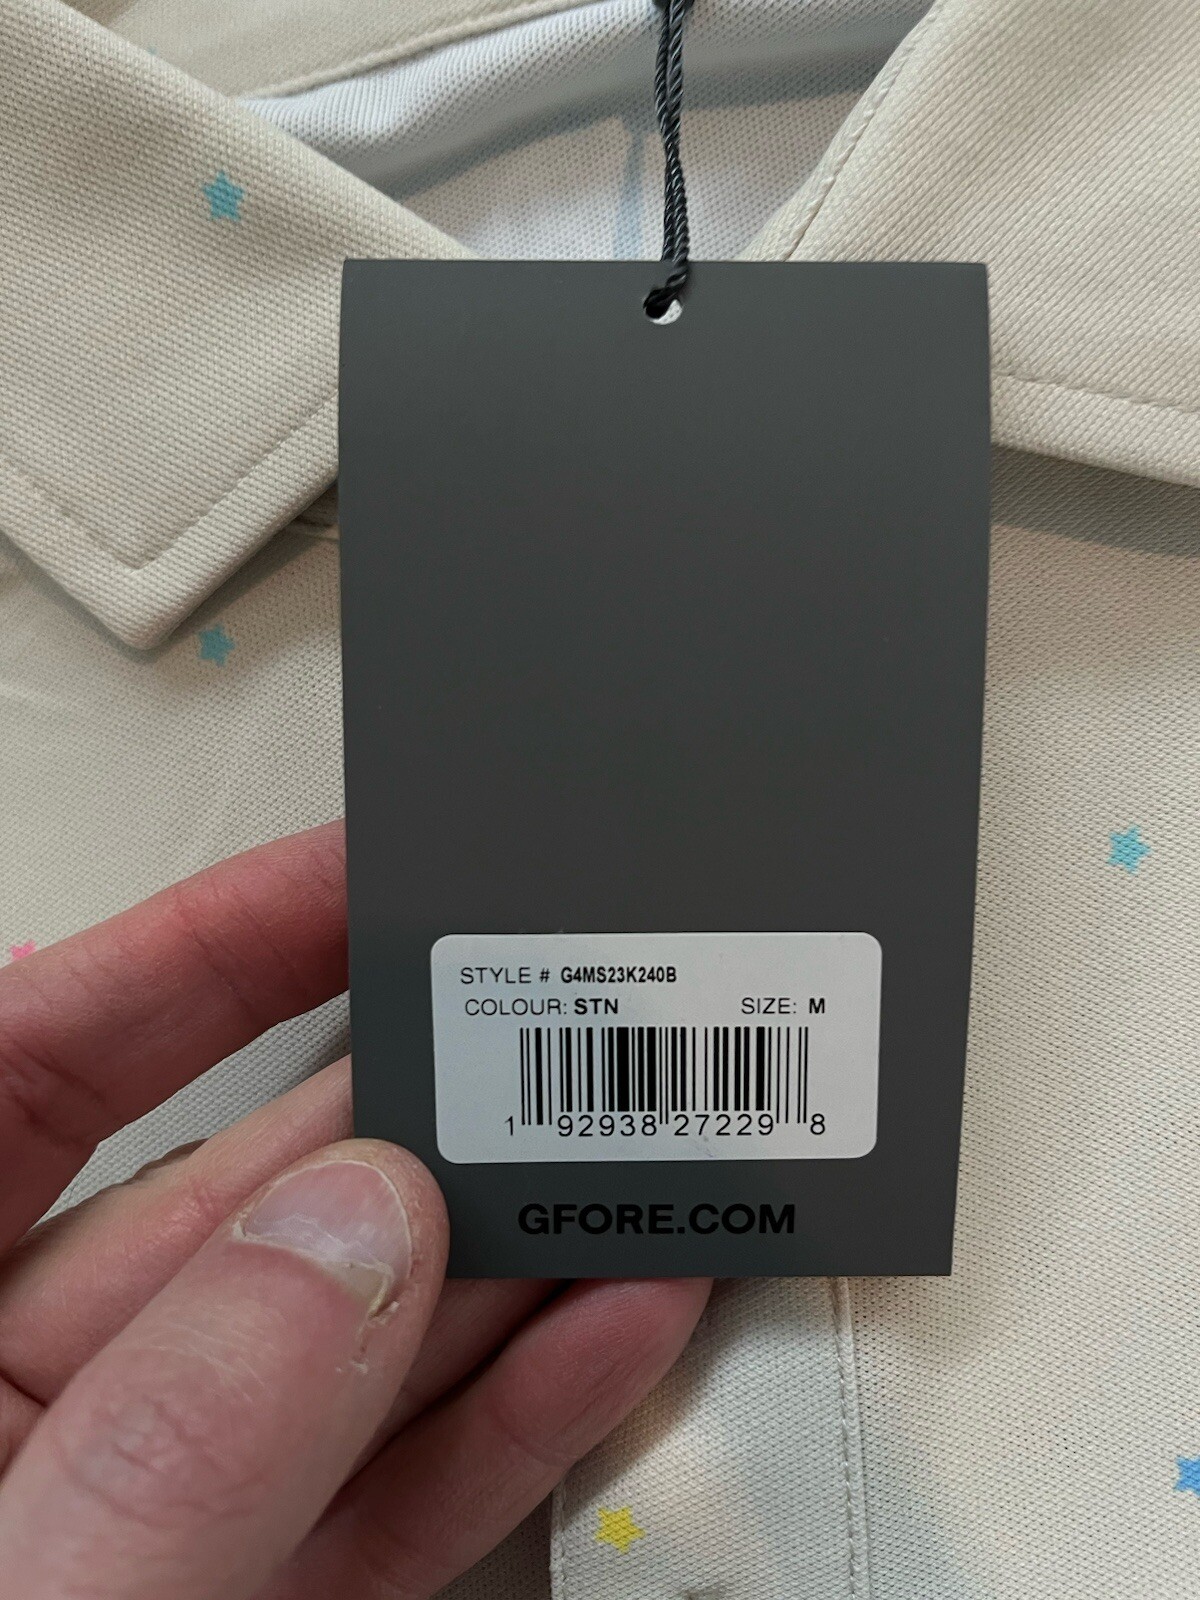 STYLE # G4MS23K240B
COLOUR: STN SIZE: M
1 92938 27229 8
GFORE.COM